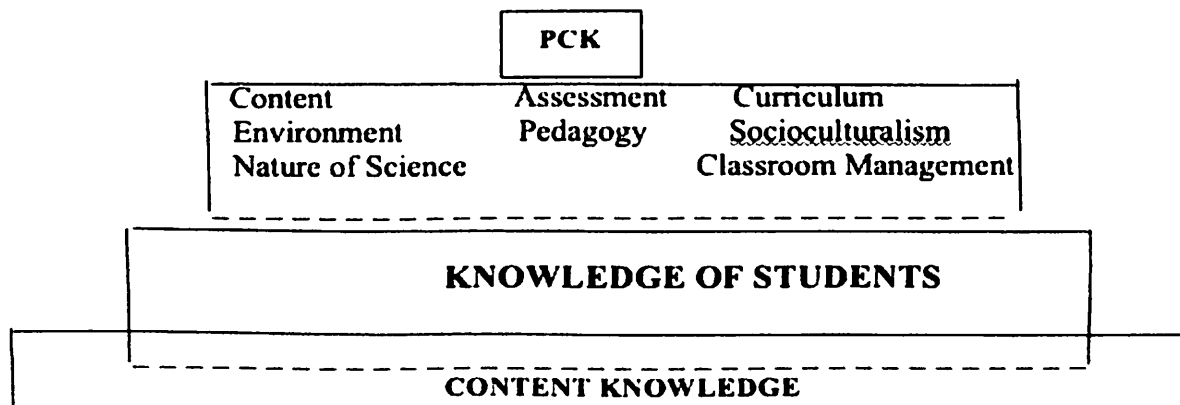 PCK
Content Assessment Curriculum
Environment Pedagogy Socioculturalism
Nature of Science Classroom Management
KNOWLEDGE OF STUDENTS
CONTENT KNOWLEDGE